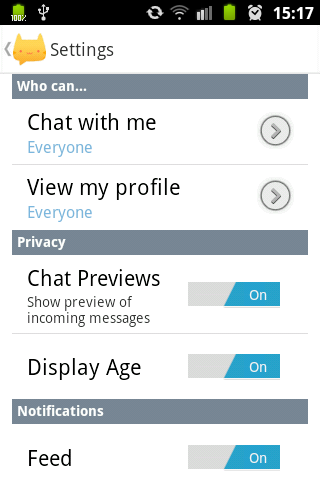 100%
15:17
Settings
Who can...
Chat with me
Everyone
View my profile
Everyone
Privacy
Chat Previews
Show preview of
incoming messages
On
Display Age
On
Notifications
Feed
On